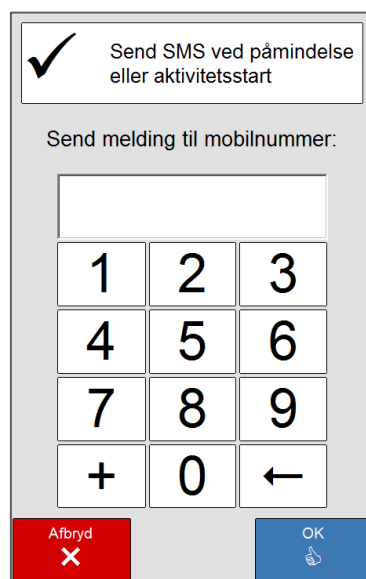 Send SMS ved påmindelse
eller aktivitetsstart
Send melding til mobilnummer:
1 2 3
4 5 6
7 8 9
+ 0 ←
Afbryd OK